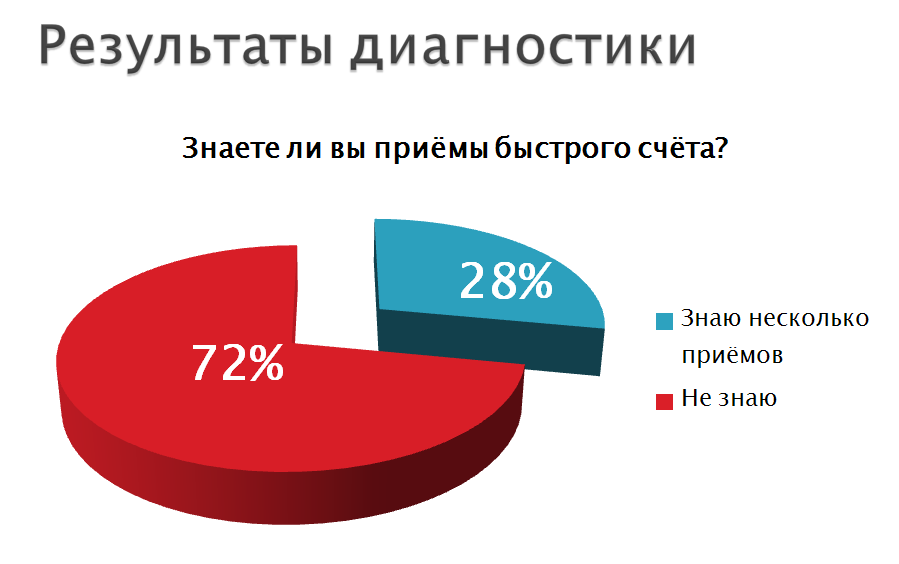 Результаты диагностики
Знаете ли вы приёмы быстрого счёта?
28%
72%
Знаю несколько
приёмов
Не знаю